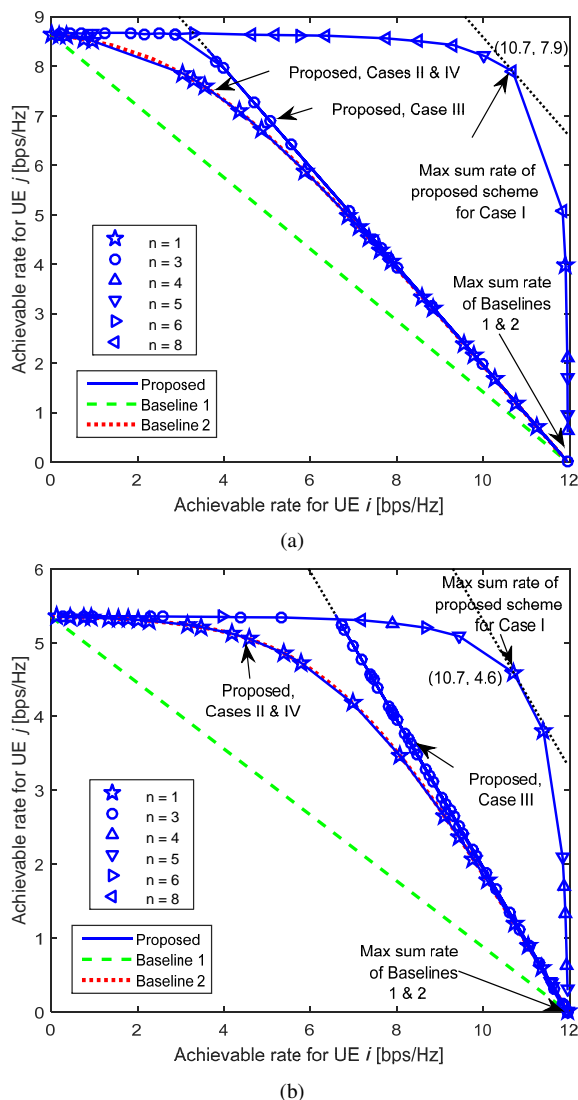 9
8
7
6
5
4
3
2
1
0
Achievable rate for UE j [bps/Hz]
(10.7, 7.9)
Proposed, Cases II & IV
Proposed, Case III
Max sum rate of
proposed scheme
for Case I
Max sum rate
of Baselines
1 & 2
n = 1
n = 3
n = 4
n = 5
n = 6
n = 8
Proposed
Baseline 1
Baseline 2
0 2 4 6 8 10 12
Achievable rate for UE i [bps/Hz]
(a)
6
5
4
3
2
1
0
Achievable rate for UE j [bps/Hz]
Max sum rate of
proposed scheme
for Case I
(10.7, 4.6)
Proposed,
Cases II & IV
Proposed,
Case III
n = 1
n = 3
n = 4
n = 5
n = 6
n = 8
Proposed
Baseline 1
Baseline 2
Max sum rate
of Baselines
1 & 2
0 2 4 6 8 10 12
Achievable rate for UE i [bps/Hz]
(b)